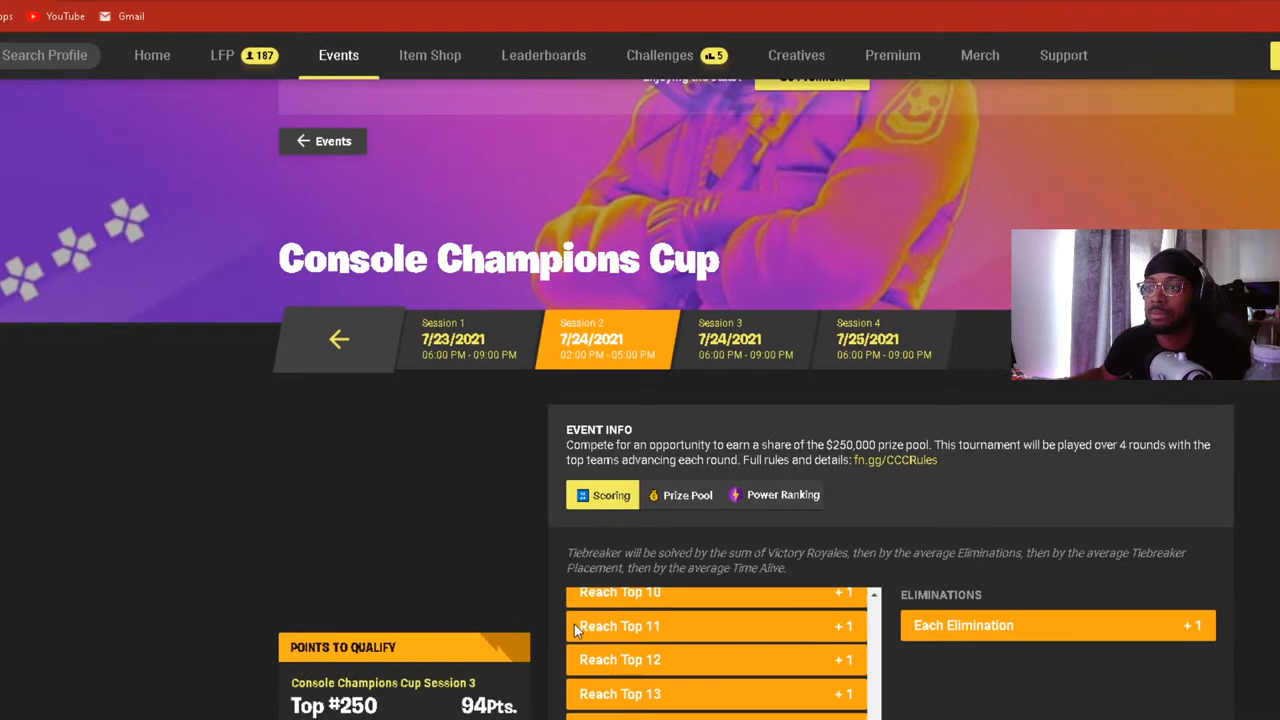 YouTube
Gmail
Search Profile
Home
LFP
187
Events
Item Shop
Leaderboards
Challenges
5
Creatives
Premium
Merch
Support
Events
Console Champions Cup
Session 1
7/23/2021
06:00 PM - 09:00 PM
Session 2
7/24/2021
02:00 PM - 05:00 PM
Session 3
7/24/2021
06:00 PM - 09:00 PM
Session 4
7/25/2021
06:00 PM - 09:00 PM
EVENT INFO
Compete for an opportunity to earn a share of the $250,000 prize pool. This tournament will be played over 4 rounds with the
top teams advancing each round. Full rules and details: fn.gg/CCCRules
Scoring
Prize Pool
Power Ranking
Tiebreaker will be solved by the sum of Victory Royales, then by the average Eliminations, then by the average Tiebreaker
Placement, then by the average Time Alive.
Reach Top 10 + 1
Reach Top 11 + 1
Reach Top 12 + 1
Reach Top 13 + 1
ELIMINATIONS
Each Elimination + 1
POINTS TO QUALIFY
Console Champions Cup Session 3
Top #250 94Pts.